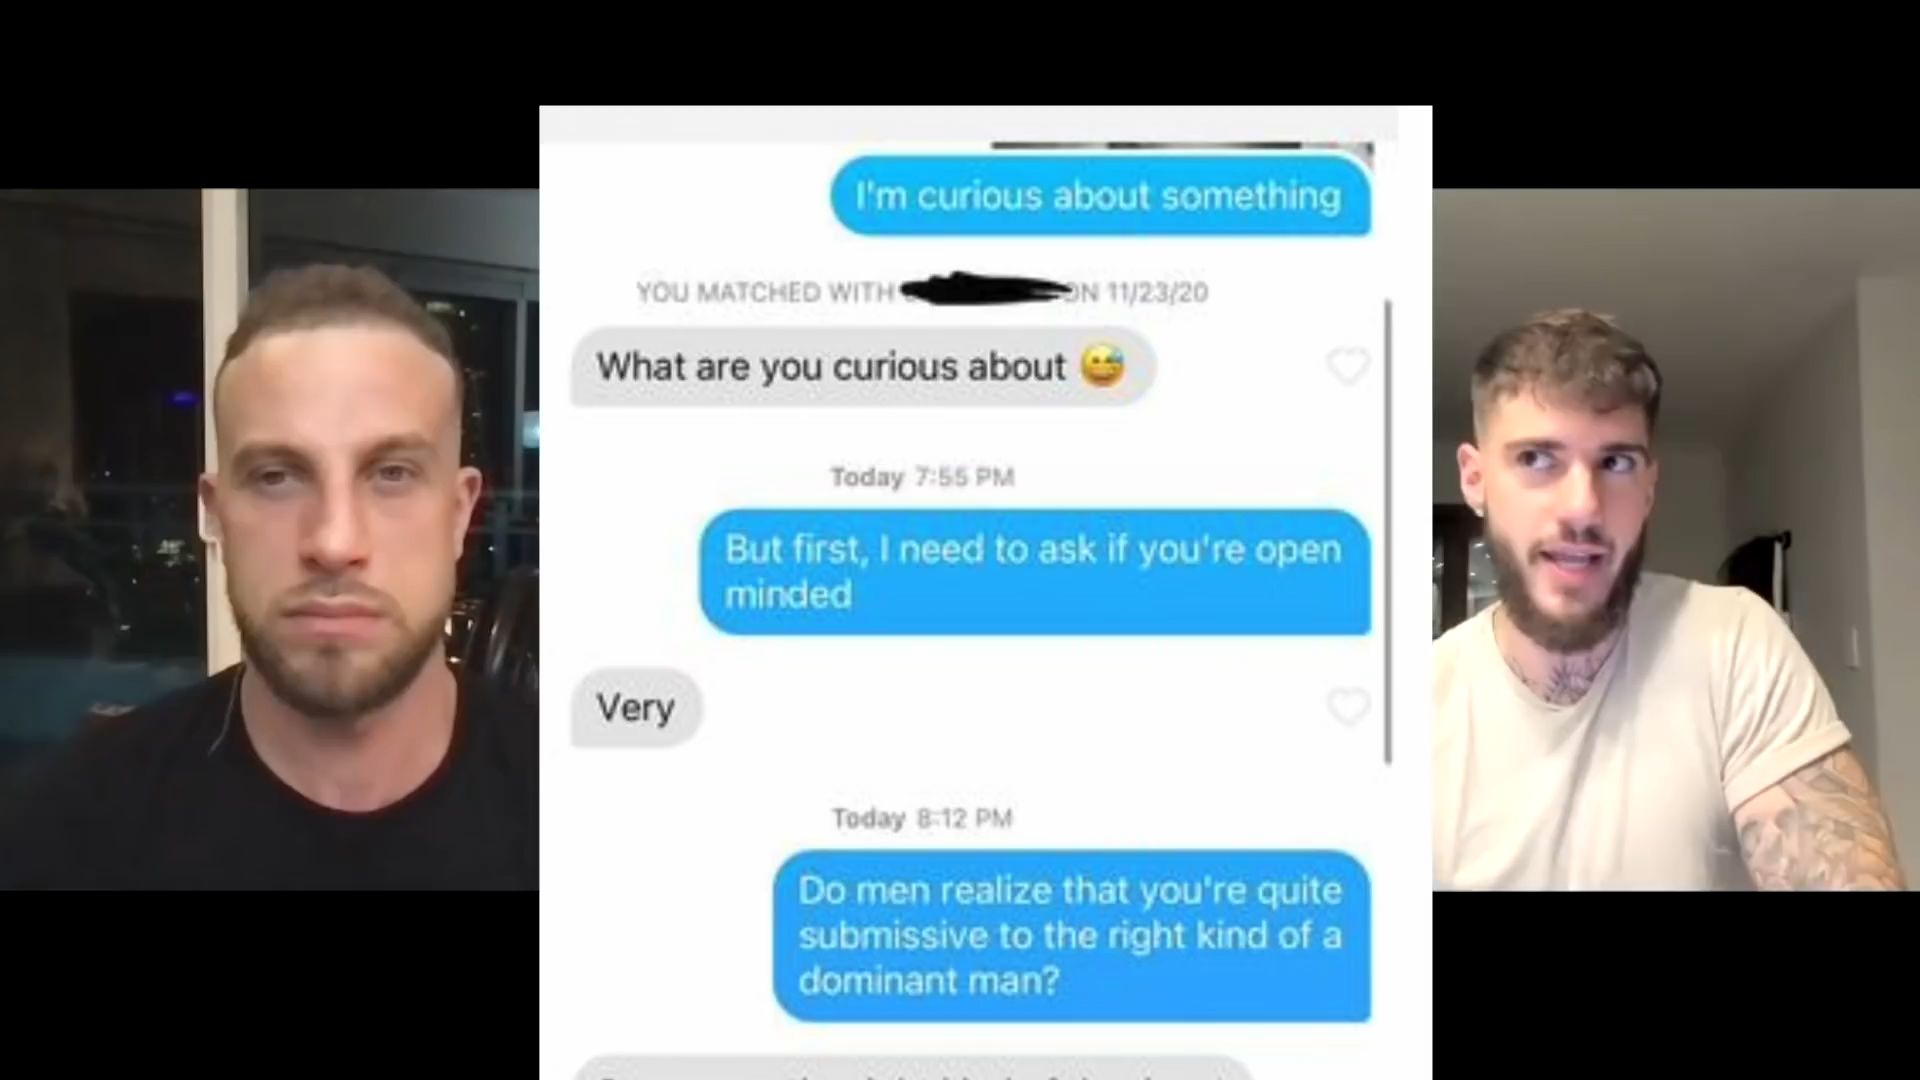 I'm curious about something
YOU MATCHED WITH ON 11/23/20
What are you curious about 😅
Today 7:55 PM
But first, I need to ask if you're open
minded
Very
Today 8:12 PM
Do men realize that you're quite
submissive to the right kind of a
dominant man?